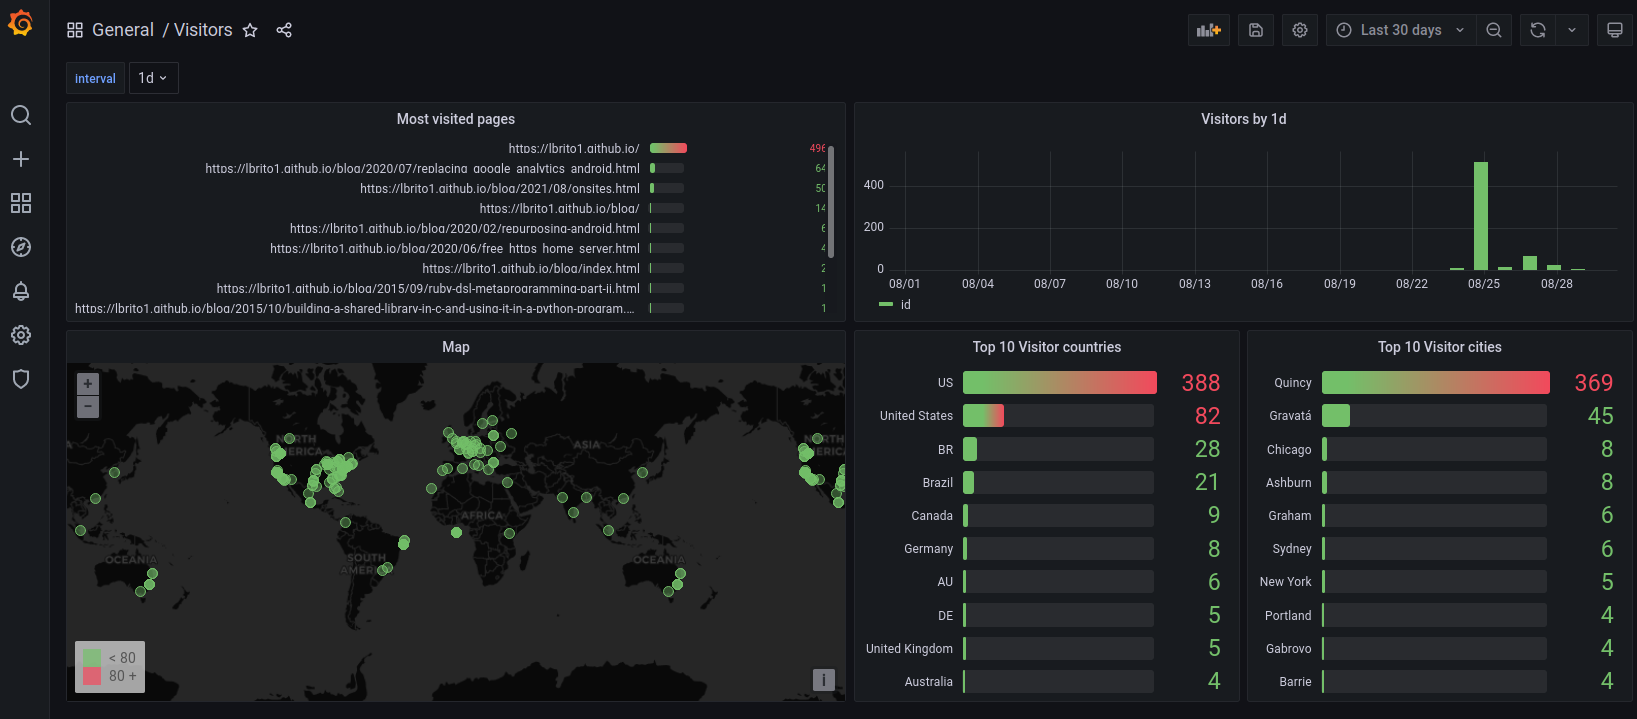 General / Visitors
Last 30 days
interval
1d
Most visited pages
https://lbrito1.github.io/ 496
https://lbrito1.github.io/blog/2020/07/replacing_google_analytics_android.html 64
https://lbrito1.github.io/blog/2021/08/onsites.html 50
https://lbrito1.github.io/blog/ 14
https://lbrito1.github.io/blog/2020/02/repurposing-android.html 6
https://lbrito1.github.io/blog/2020/06/free_https_home_server.html 4
https://lbrito1.github.io/blog/index.html 2
https://lbrito1.github.io/blog/2015/09/ruby-dsl-metaprogramming-part-ii.html 1
https://lbrito1.github.io/blog/2015/10/building-a-shared-library-in-c-and-using-it-in-a-python-program.... 1
Visitors by 1d
400
200
0
08/01 08/04 08/07 08/10 08/13 08/16 08/19 08/22 08/25 08/28
id
Map
+
−
NORTH
AMERICA
ASIA
AFRICA
OCEANIA
SOUTH
AMERICA
OCEANIA
< 80
80 +
i
Top 10 Visitor countries
US 388
United States 82
BR 28
Brazil 21
Canada 9
Germany 8
AU 6
DE 5
United Kingdom 5
Australia 4
Top 10 Visitor cities
Quincy 369
Gravatá 45
Chicago 8
Ashburn 8
Graham 6
Sydney 6
New York 5
Portland 4
Gabrovo 4
Barrie 4